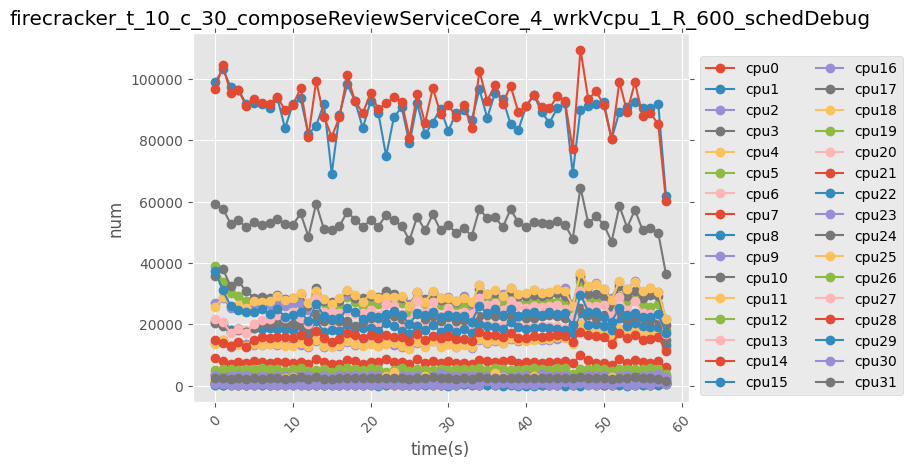 firecracker_t_10_c_30_composeReviewServiceCore_4_wrkVcpu_1_R_600_schedDebug
num
100000
80000
60000
40000
20000
0
0
10
20
30
40
50
60
time(s)
cpu0
cpu1
cpu2
cpu3
cpu4
cpu5
cpu6
cpu7
cpu8
cpu9
cpu10
cpu11
cpu12
cpu13
cpu14
cpu15
cpu16
cpu17
cpu18
cpu19
cpu20
cpu21
cpu22
cpu23
cpu24
cpu25
cpu26
cpu27
cpu28
cpu29
cpu30
cpu31